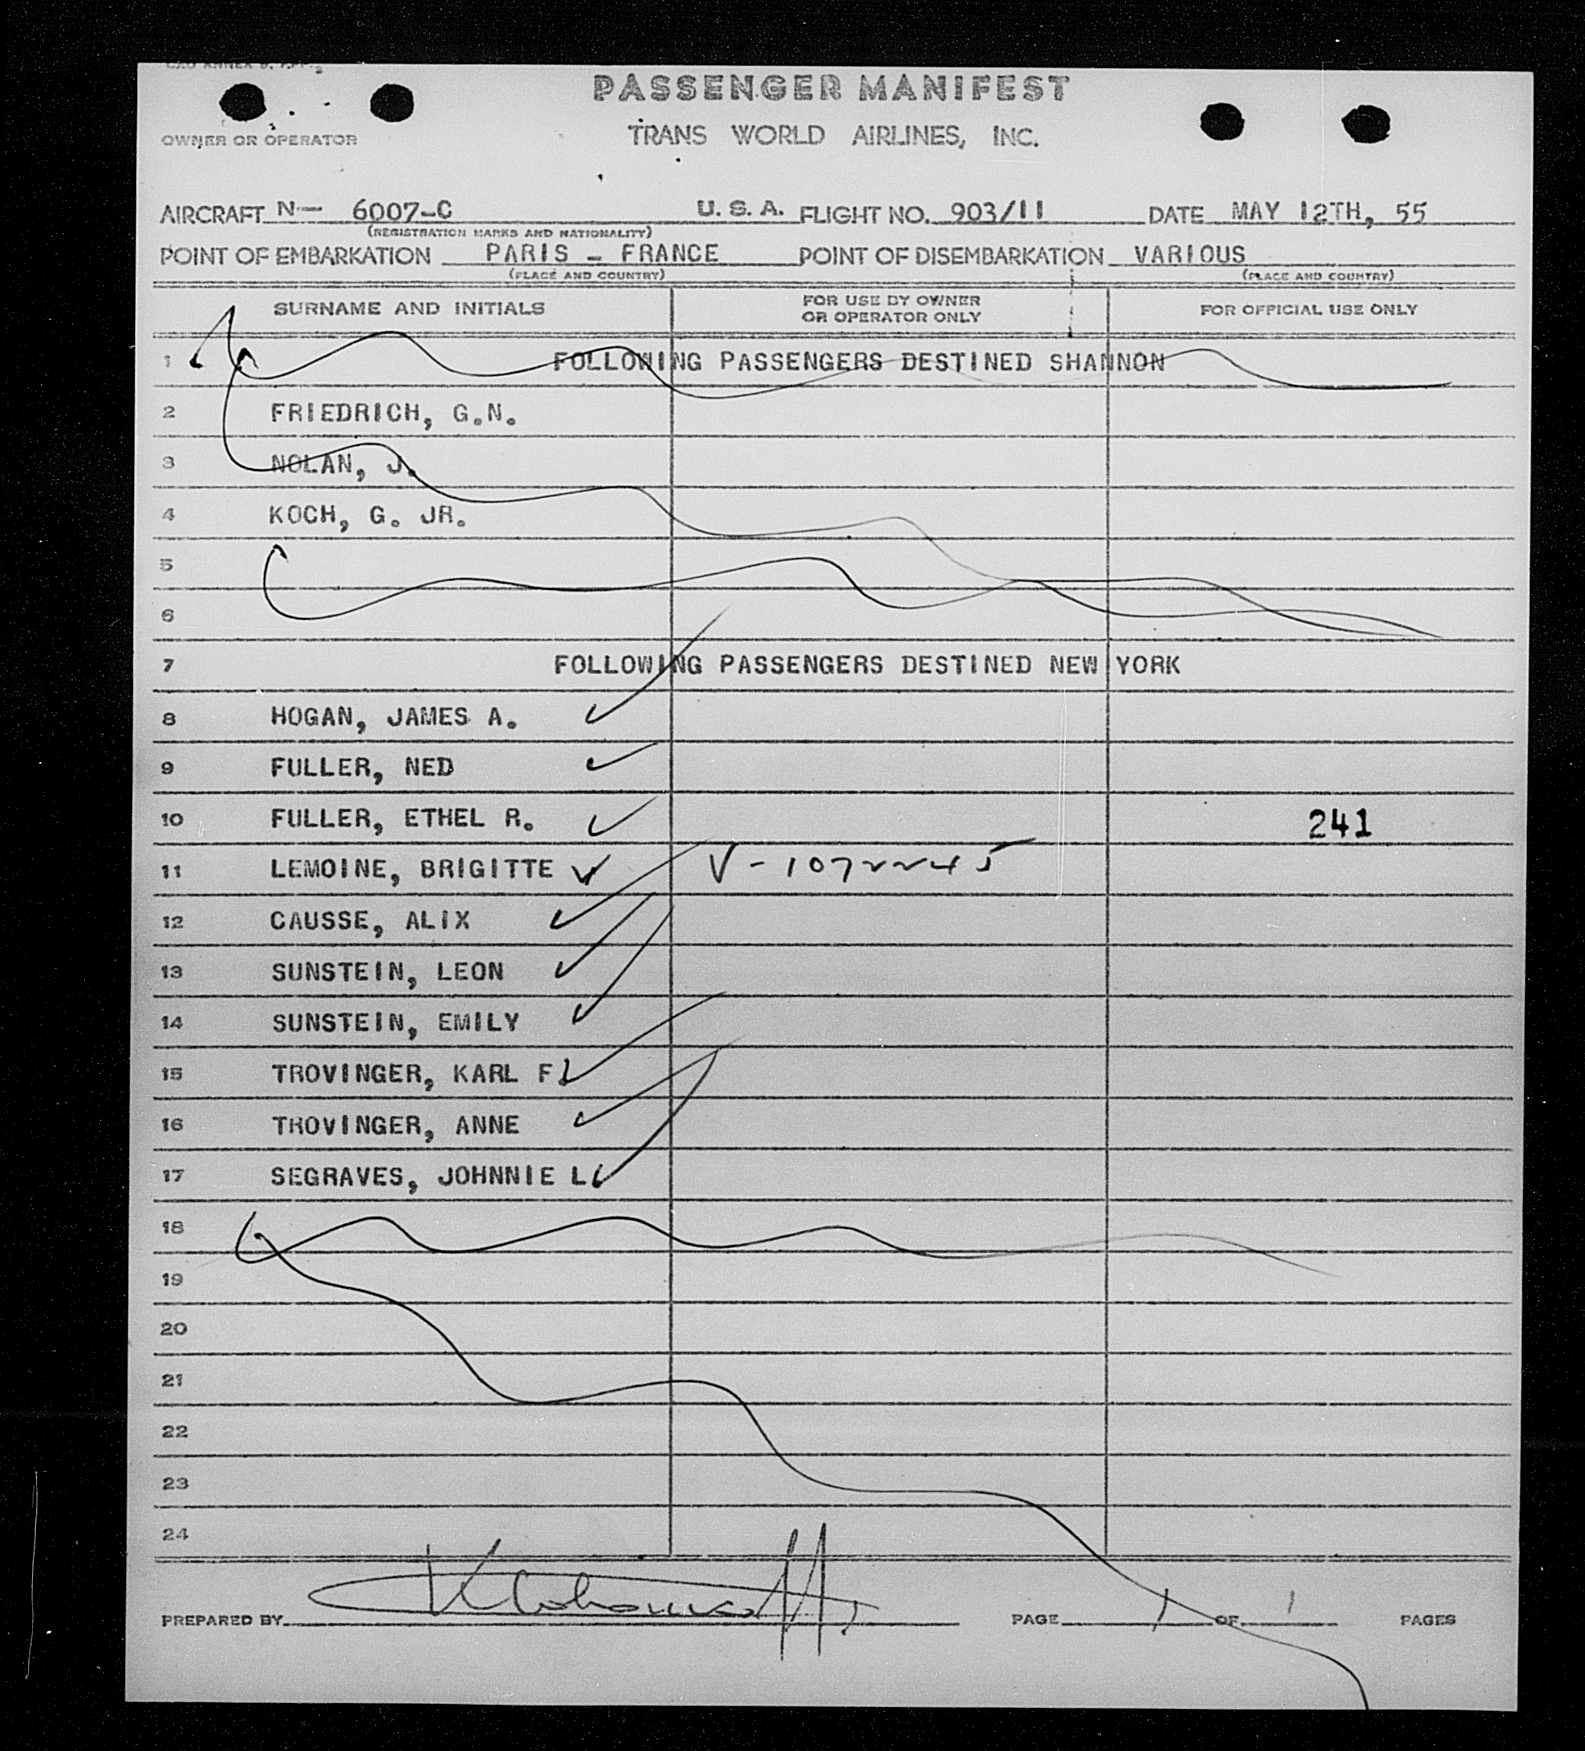 PASSENGER MANIFEST
OWNER OR OPERATOR TRANS WORLD AIRLINES, INC.
AIRCRAFT N— 6007-C U. S. A. FLIGHT NO. 903/11 DATE MAY 12TH, 55
(REGISTRATION MARKS AND NATIONALITY)
POINT OF EMBARKATION PARIS - FRANCE POINT OF DISEMBARKATION VARIOUS
(PLACE AND COUNTRY) (PLACE AND COUNTRY)
SURNAME AND INITIALS FOR USE BY OWNER OR OPERATOR ONLY FOR OFFICIAL USE ONLY
1 FOLLOWING PASSENGERS DESTINED SHANNON
2 FRIEDRICH, G.N.
3 NOLAN, J.
4 KOCH, G. JR.
5
6
7 FOLLOWING PASSENGERS DESTINED NEW YORK
8 HOGAN, JAMES A.
9 FULLER, NED
10 FULLER, ETHEL R. 241
11 LEMOINE, BRIGITTE V-1072245
12 CAUSSE, ALIX
13 SUNSTEIN, LEON
14 SUNSTEIN, EMILY
15 TROVINGER, KARL F.
16 TROVINGER, ANNE
17 SEGRAVES, JOHNNIE L
18
19
20
21
22
23
24
PREPARED BY PAGE 1 OF 1 PAGES